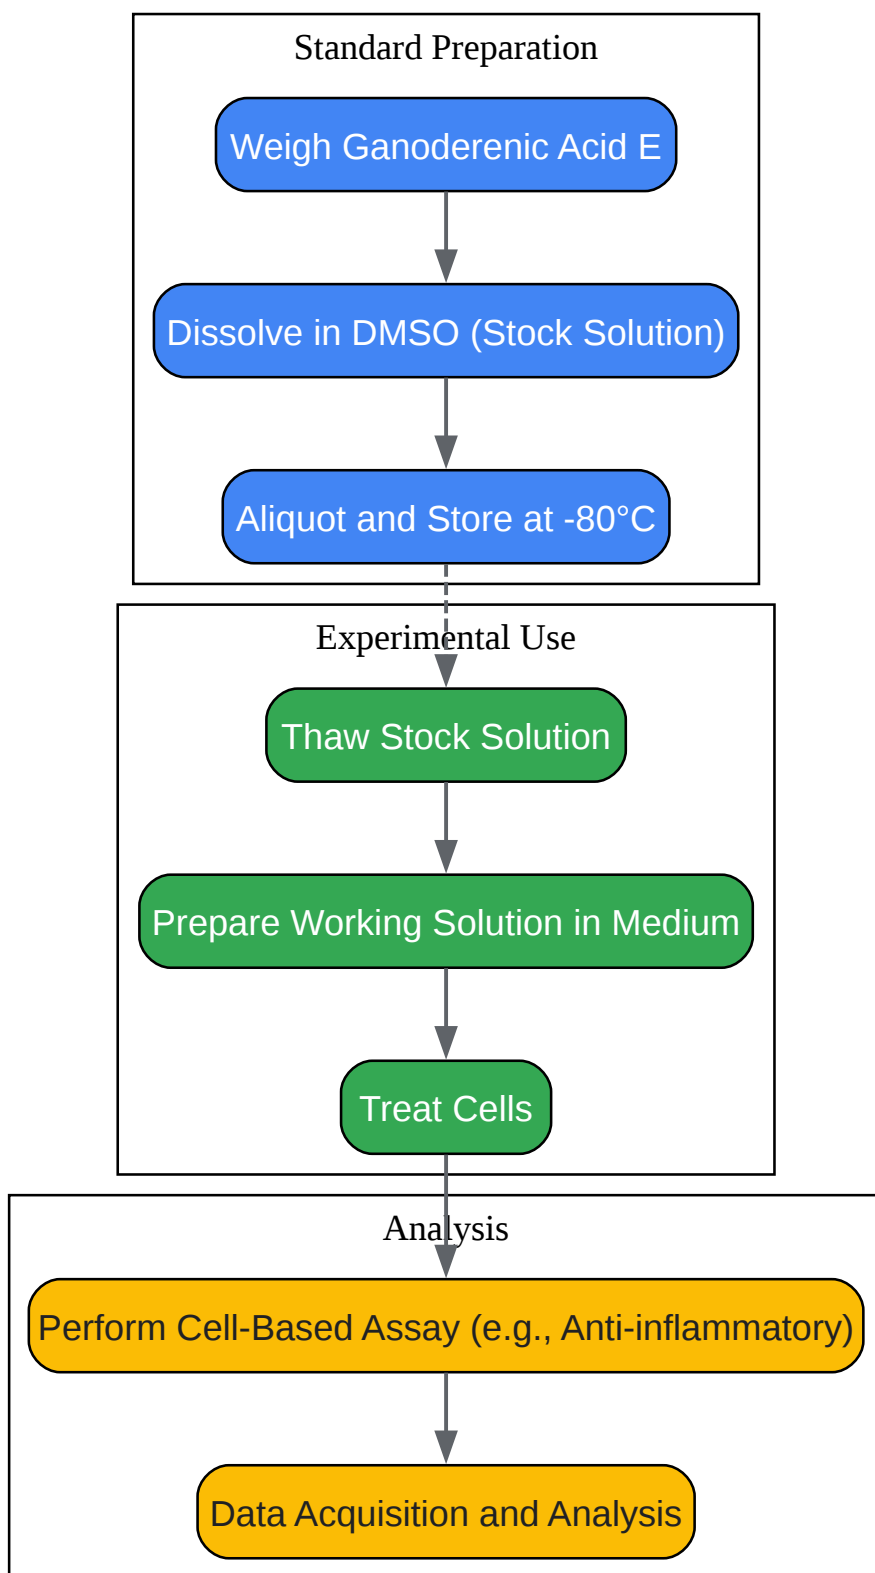 Standard Preparation
Weigh Ganoderenic Acid E
Dissolve in DMSO (Stock Solution)
Aliquot and Store at -80°C
Experimental Use
Thaw Stock Solution
Prepare Working Solution in Medium
Treat Cells
Analysis
Perform Cell-Based Assay (e.g., Anti-inflammatory)
Data Acquisition and Analysis